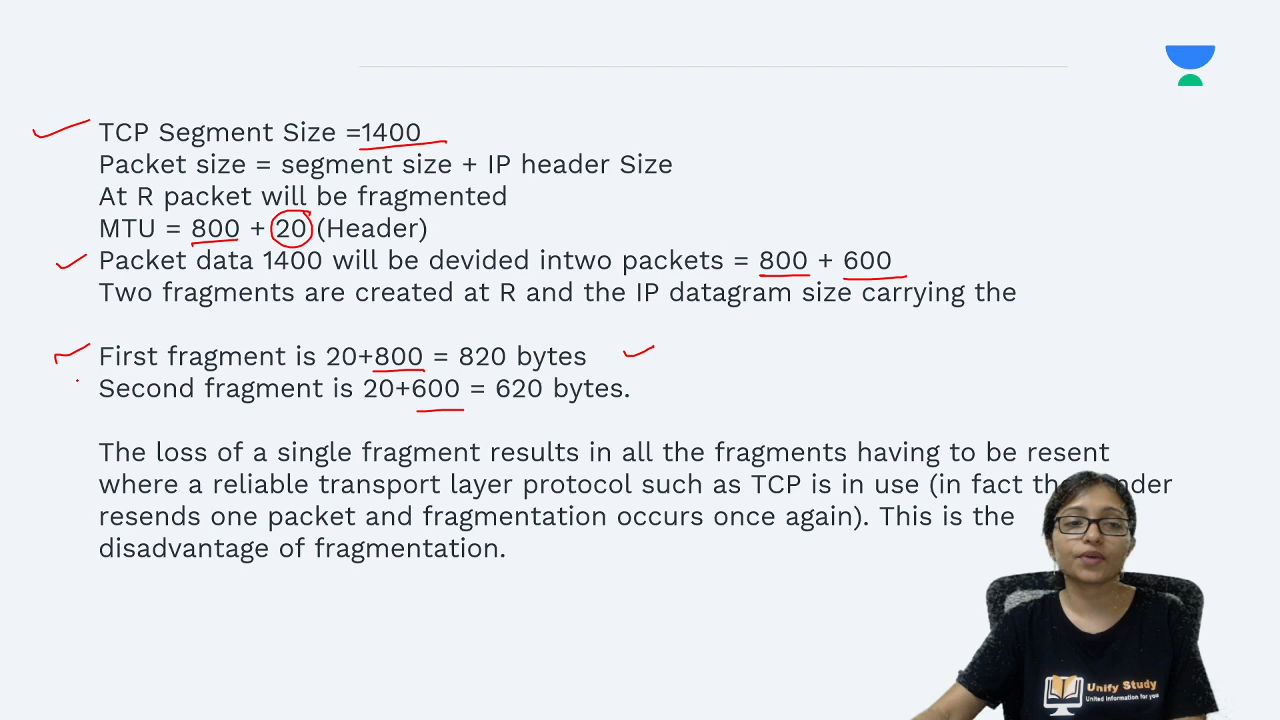 TCP Segment Size =1400
Packet size = segment size + IP header Size
At R packet will be fragmented
MTU = 800 + 20 (Header)
Packet data 1400 will be devided intwo packets = 800 + 600
Two fragments are created at R and the IP datagram size carrying the
First fragment is 20+800 = 820 bytes
Second fragment is 20+600 = 620 bytes.
The loss of a single fragment results in all the fragments having to be resent
where a reliable transport layer protocol such as TCP is in use (in fact
resends one packet and fragmentation occurs once again). This is the
disadvantage of fragmentation.
Unify Study
United Information for you